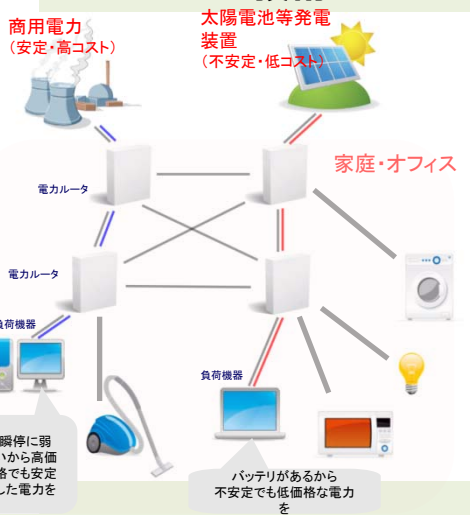 商用電力
（安定・高コスト）
太陽電池等発電
装置
（不安定・低コスト）
家庭・オフィス
電力ルータ
電力ルータ
負荷機器
負荷機器
瞬停に弱
いから高価
格でも安定
した電力を
バッテリがあるから
不安定でも低価格な電力
を